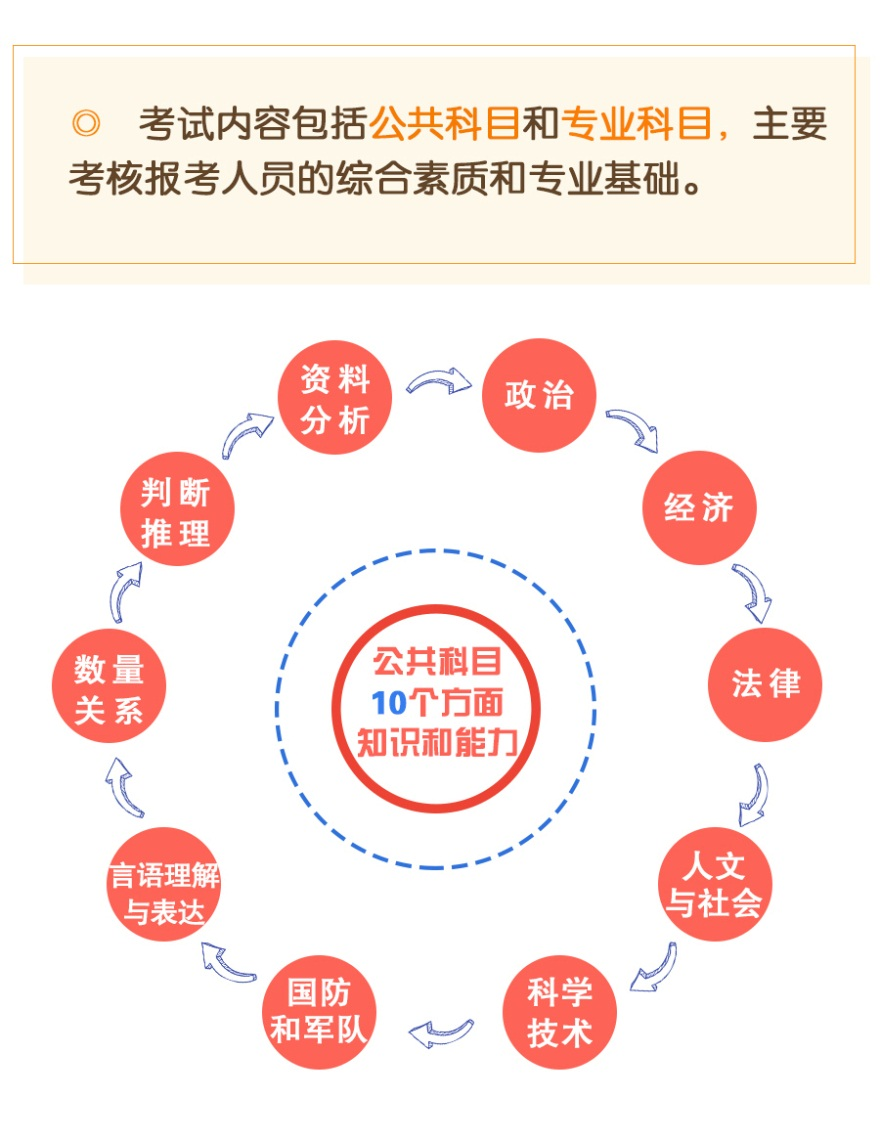 ◎ 考试内容包括公共科目和专业科目，主要
考核报考人员的综合素质和专业基础。
资料
分析
政治
经济
法律
人文
与社会
科学
技术
国防
和军队
言语理解
与表达
数量
关系
判断
推理
公共科目
10个方面
知识和能力